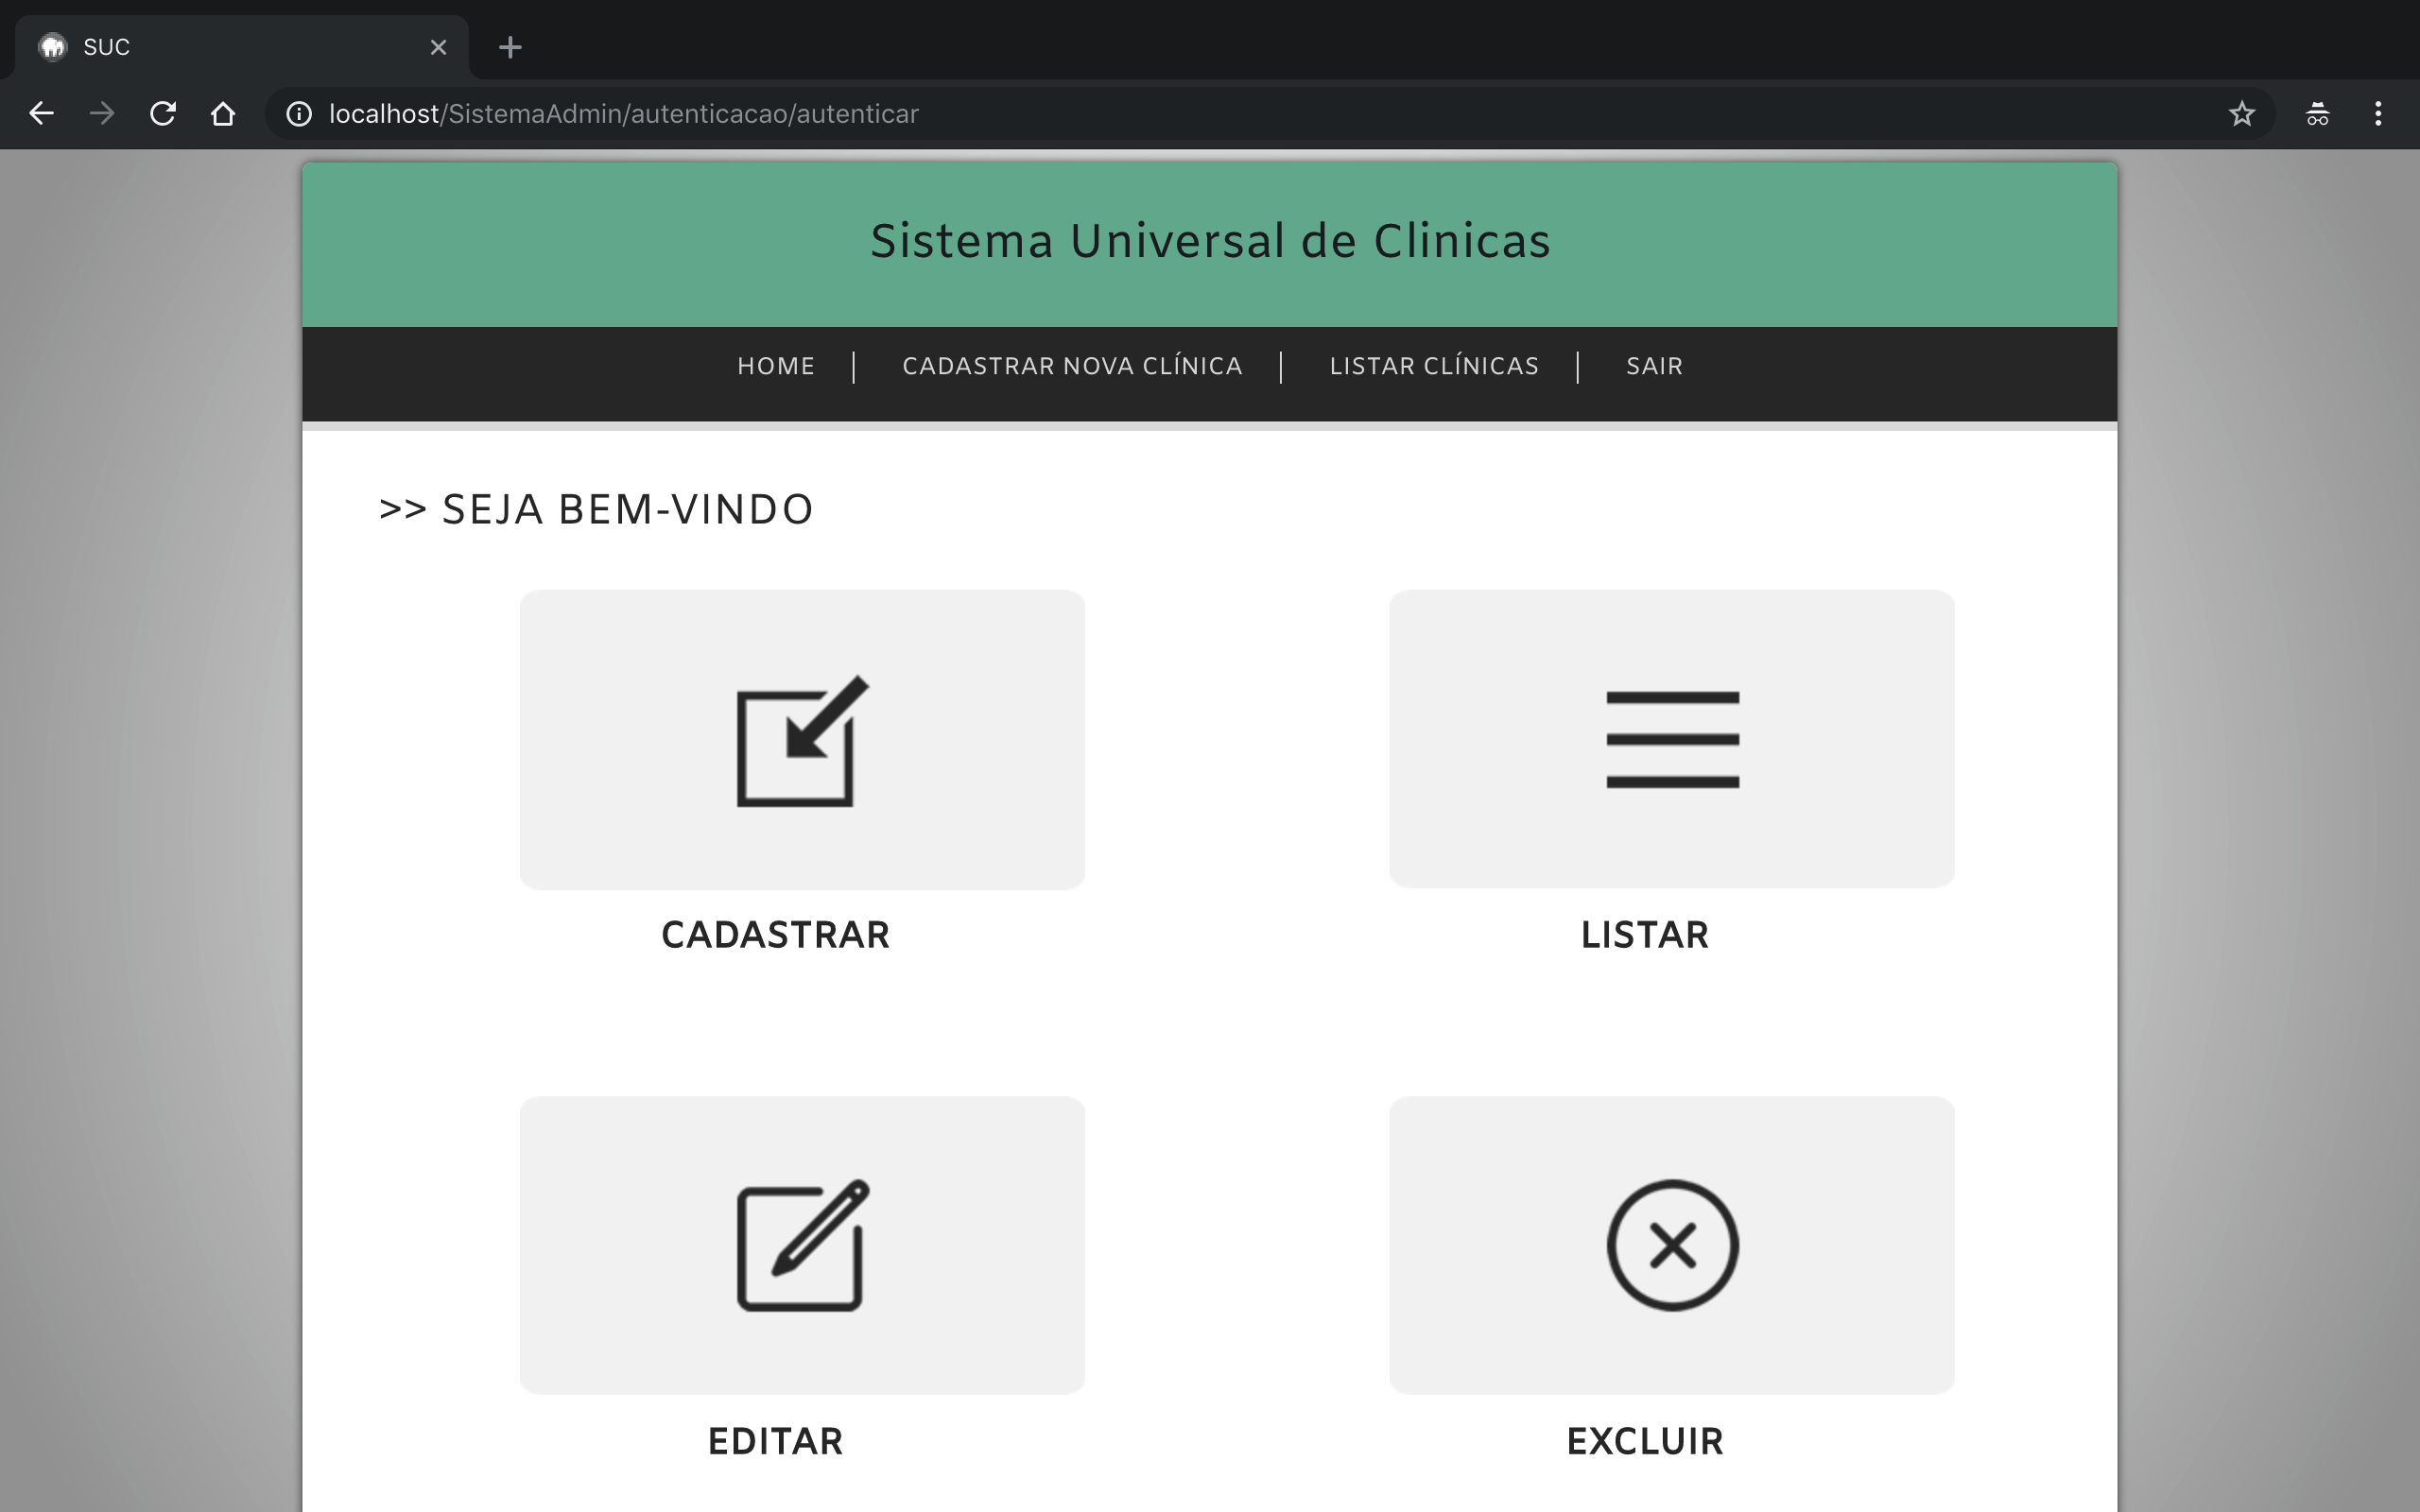 SUC
localhost/SistemaAdmin/autenticacao/autenticar
Sistema Universal de Clinicas
HOME
CADASTRAR NOVA CLÍNICA
LISTAR CLÍNICAS
SAIR
>> SEJA BEM-VINDO
CADASTRAR
LISTAR
EDITAR
EXCLUIR